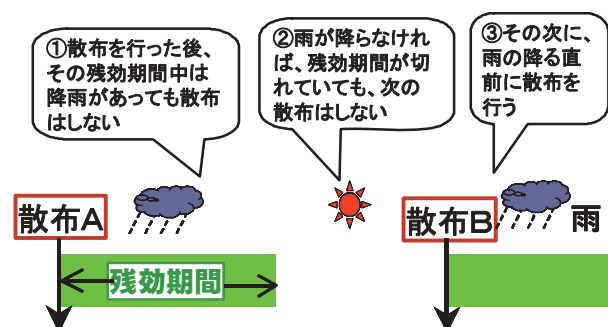 ①散布を行った後、
その残効期間中は
降雨があっても散布
はしない
②雨が降らなけれ
ば、残効期間が切
れていても、次の
散布はしない
③その次に、
雨の降る直
前に散布を
行う
散布A
散布B
雨
残効期間